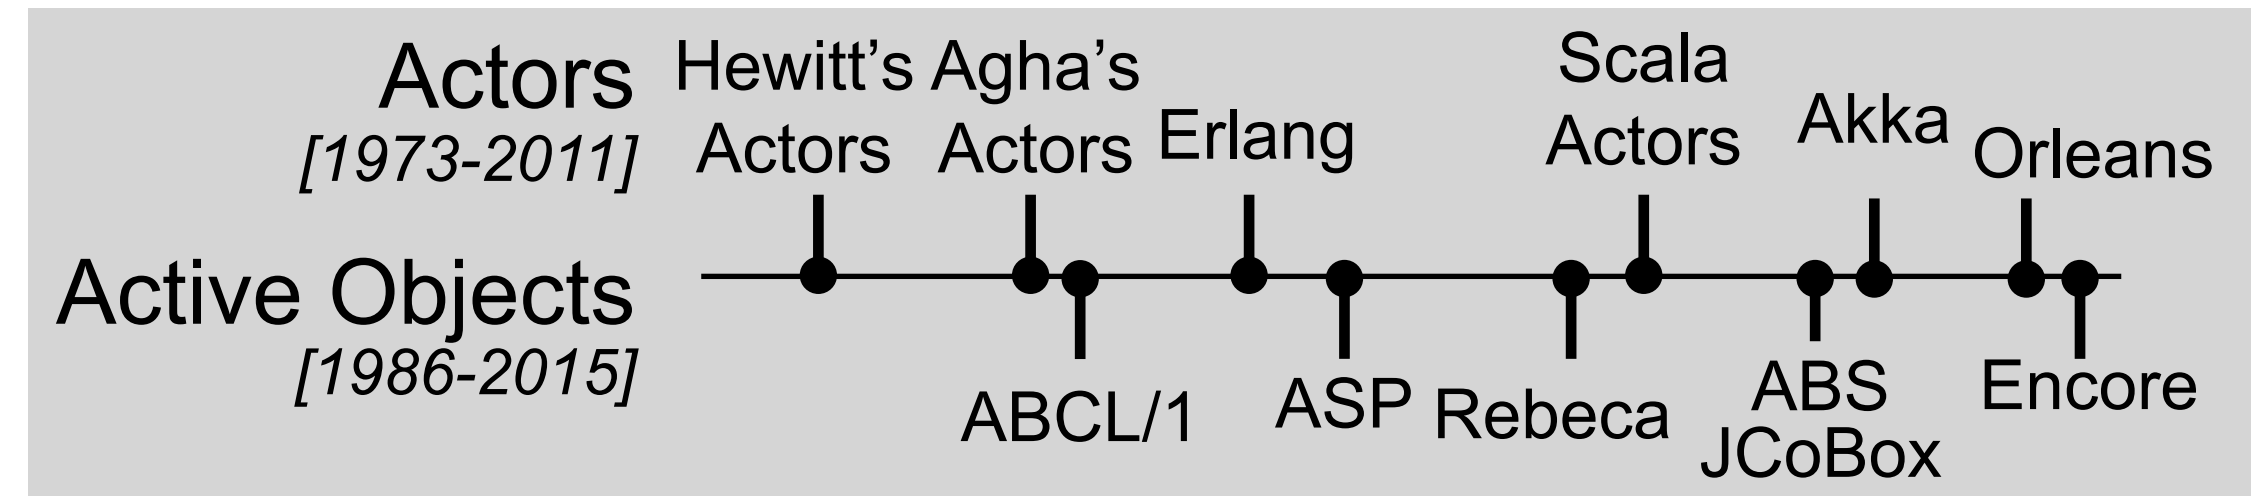 Actors
[1973-2011]
Hewitt's
Actors
Agha's
Actors
Erlang
Scala
Actors
Akka
Orleans
Active Objects
[1986-2015]
ABCL/1
ASP
Rebeca
ABS
JCoBox
Encore